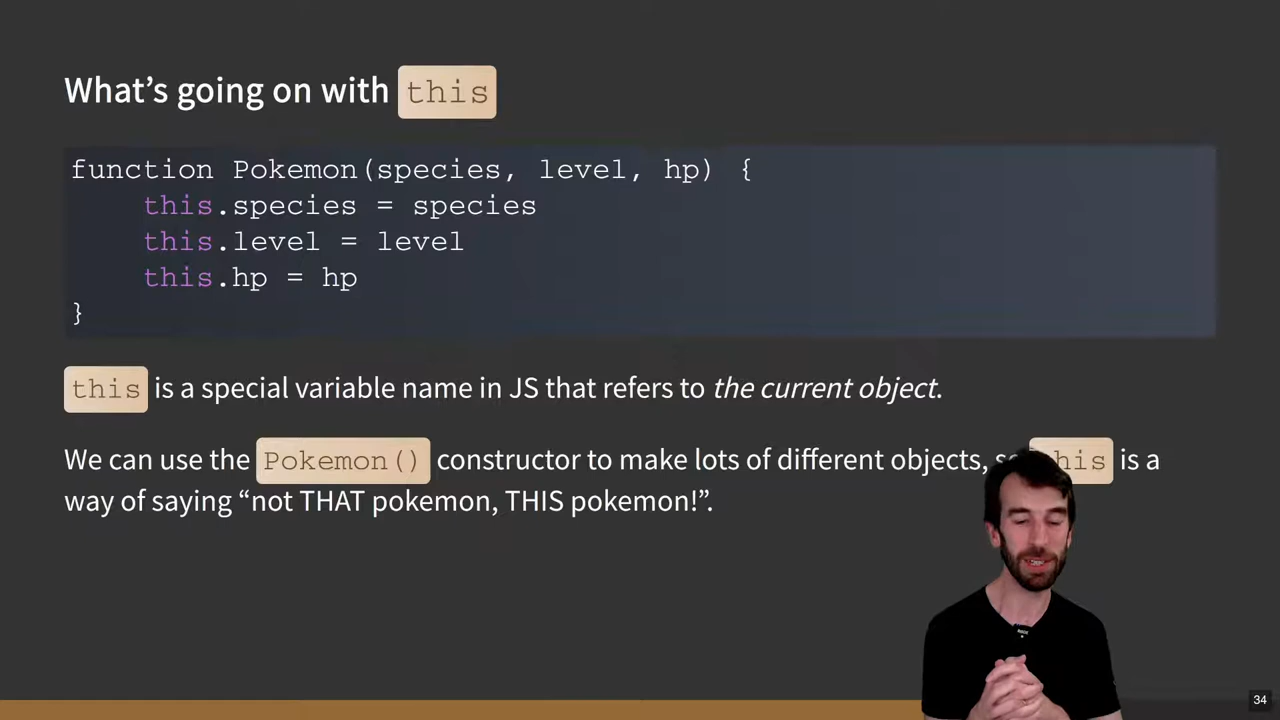 What's going on with this
function Pokemon(species, level, hp) {
    this.species = species
    this.level = level
    this.hp = hp
}
this is a special variable name in JS that refers to the current object.
We can use the Pokemon() constructor to make lots of different objects, is a
way of saying “not THAT pokemon, THIS pokemon!”.
34